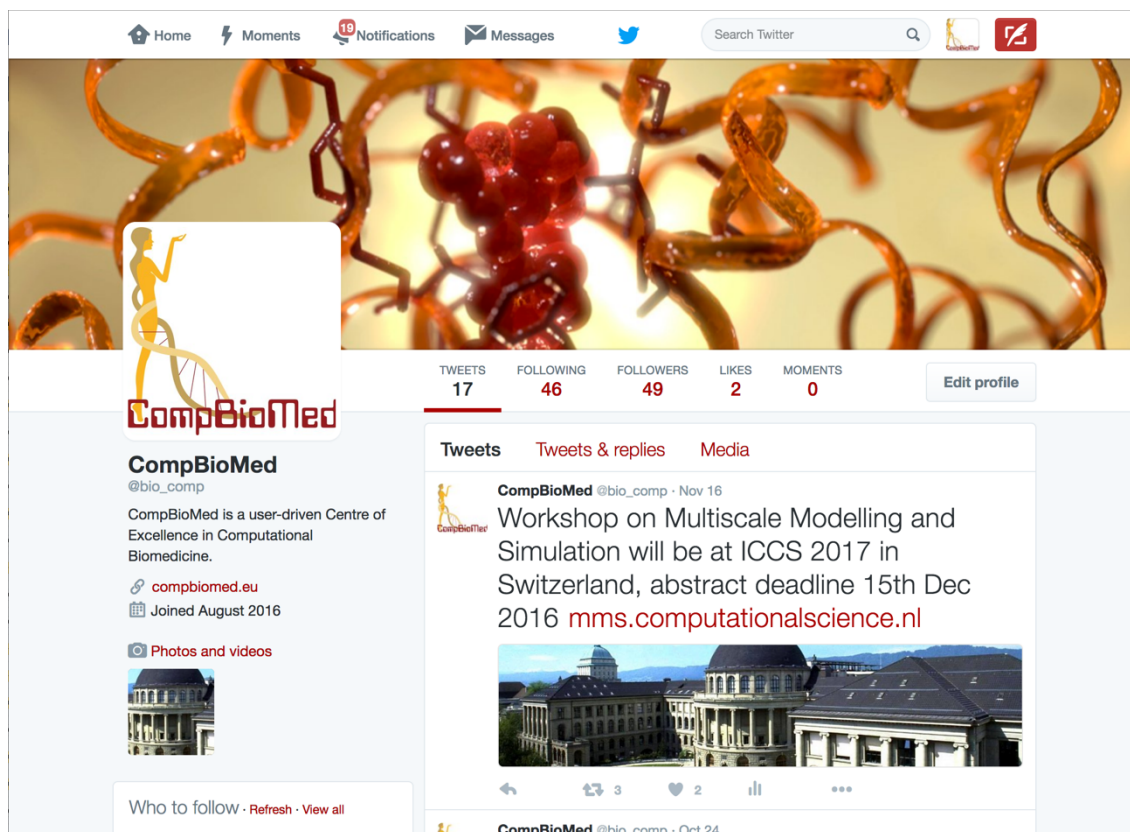 Home
Moments
19
Notifications
Messages
Search Twitter
CompBioMed
TWEETS
17
FOLLOWING
46
FOLLOWERS
49
LIKES
2
MOMENTS
0
Edit profile
CompBioMed
CompBioMed
@bio_comp
CompBioMed is a user-driven Centre of
Excellence in Computational
Biomedicine.
compbiomed.eu
Joined August 2016
Photos and videos
Who to follow · Refresh · View all
Tweets
Tweets & replies
Media
CompBioMed
CompBioMed @bio_comp · Nov 16
Workshop on Multiscale Modelling and
Simulation will be at ICCS 2017 in
Switzerland, abstract deadline 15th Dec
2016 mms.computationalscience.nl
3
2
CompBioMed @bio_comp · Oct 24